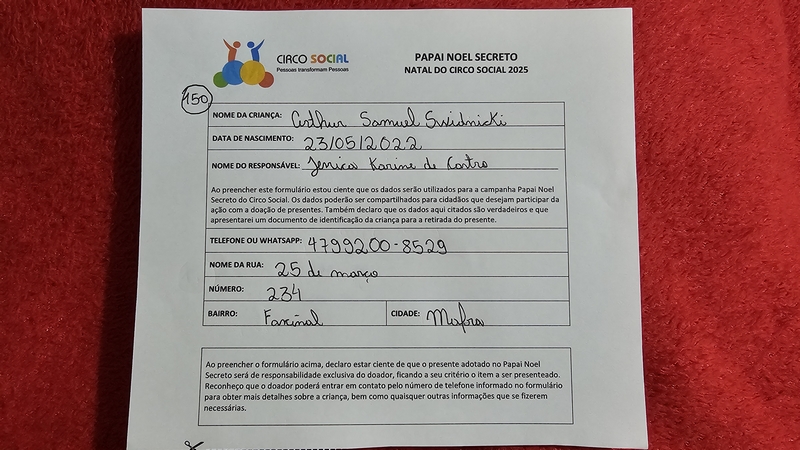 CIRCO SOCIAL
Pessoas transformam Pessoas
PAPAI NOEL SECRETO
NATAL DO CIRCO SOCIAL 2025
150
NOME DA CRIANÇA: Arthur Samuel Swidnicki
DATA DE NASCIMENTO: 23/05/2022
NOME DO RESPONSÁVEL: Karine de
Ao preencher este formulário estou ciente que os dados serão utilizados para a campanha Papai Noel
Secreto do Circo Social. Os dados poderão ser compartilhados para cidadãos que desejam participar da
ação com a doação de presentes. Também declaro que os dados aqui citados são verdadeiros e que
apresentarei um documento de identificação da criança para a retirada do presente.
TELEFONE OU WHATSAPP: 4799200-8529
NOME DA RUA: 25 de março
NÚMERO: 234
BAIRRO: CIDADE: Mafra
Ao preencher o formulário acima, declaro estar ciente de que o presente adotado no Papai Noel
Secreto será de responsabilidade exclusiva do doador, ficando a seu critério o item a ser presenteado.
Reconheço que o doador poderá entrar em contato pelo número de telefone informado no formulário
para obter mais detalhes sobre a criança, bem como quaisquer outras informações que se fizerem
necessárias.